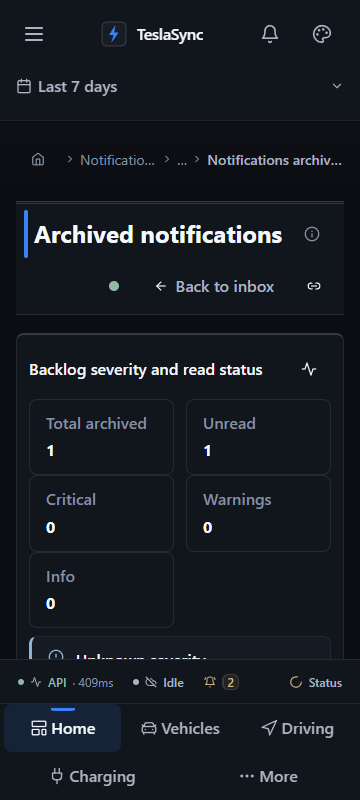 TeslaSync
Last 7 days
Notificatio... > ... > Notifications archiv...
Archived notifications
← Back to inbox
Backlog severity and read status
Total archived
1
Unread
1
Critical
0
Warnings
0
Info
0
Unknown severity
API · 409ms
Idle
2
Status
Home
Vehicles
Driving
Charging
More